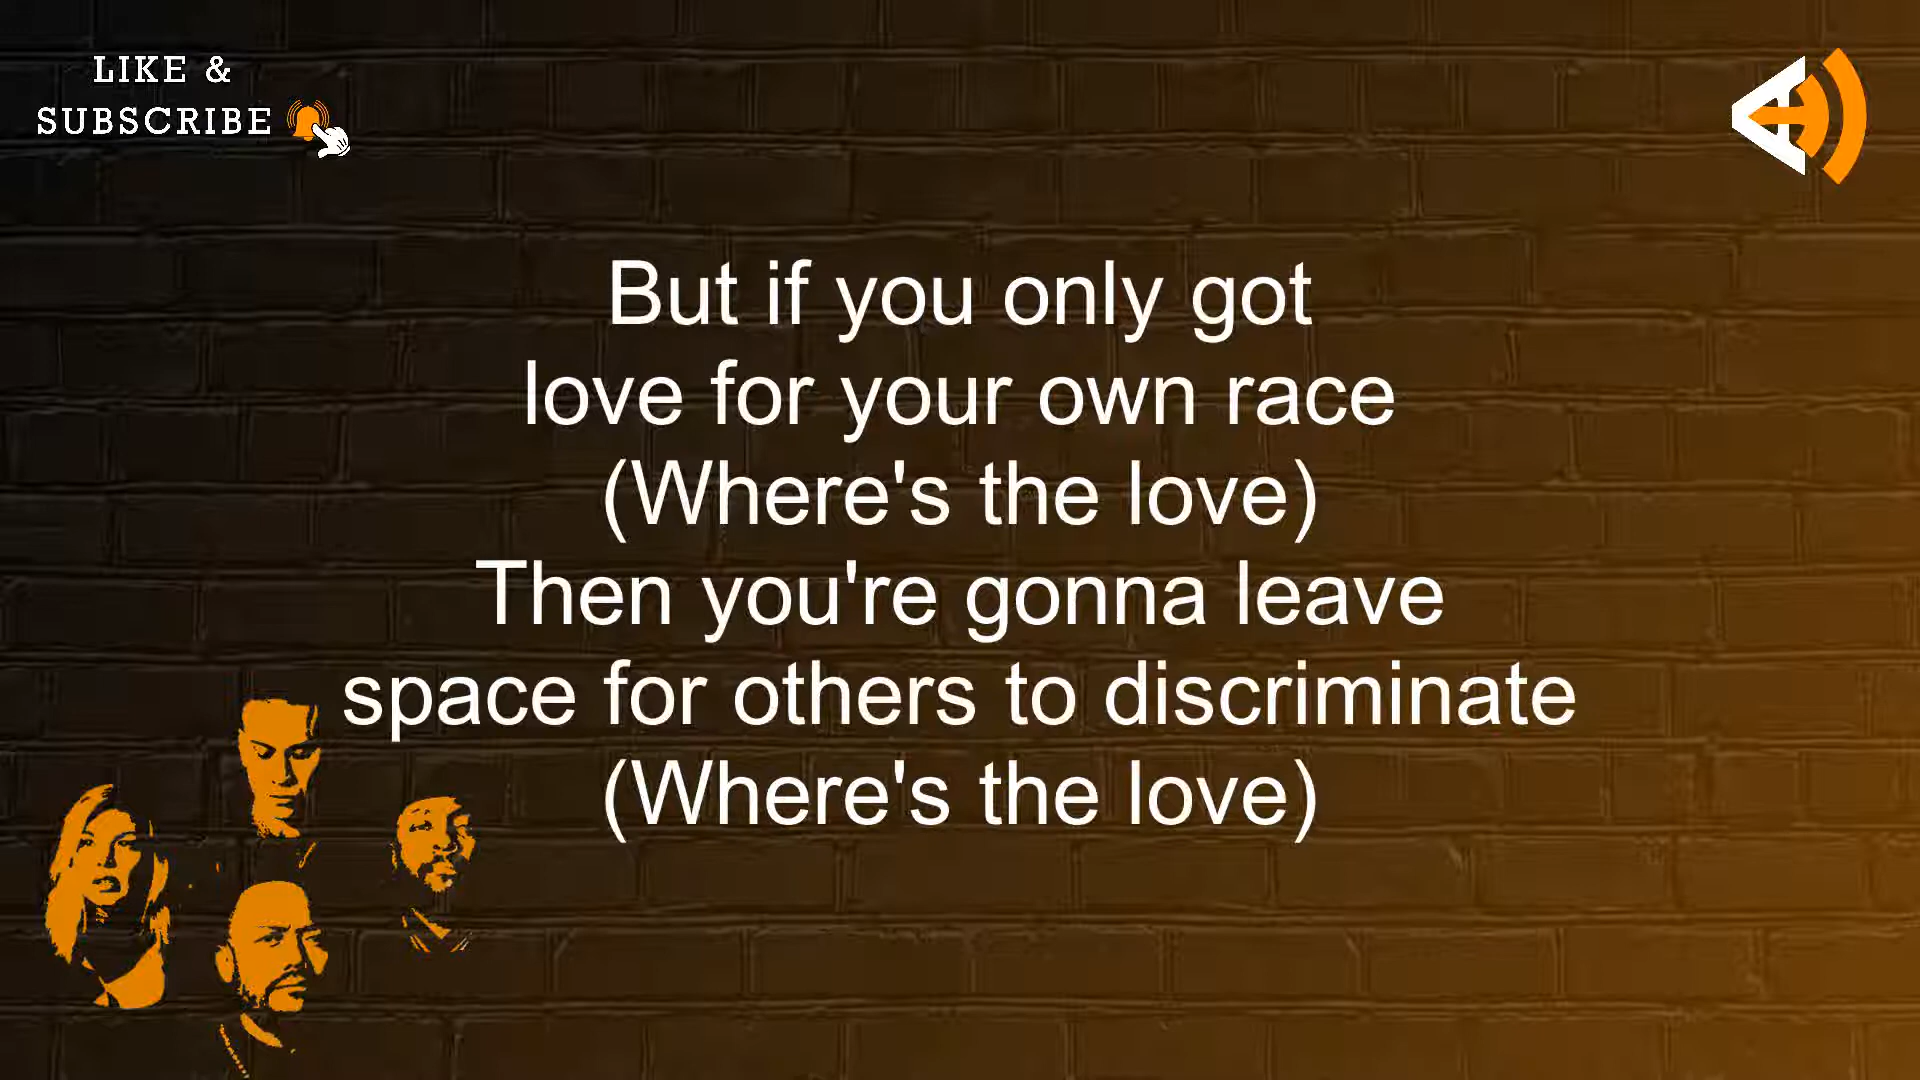 LIKE &
SUBSCRIBE
But if you only got
love for your own race
(Where's the love)
Then you're gonna leave
space for others to discriminate
(Where's the love)